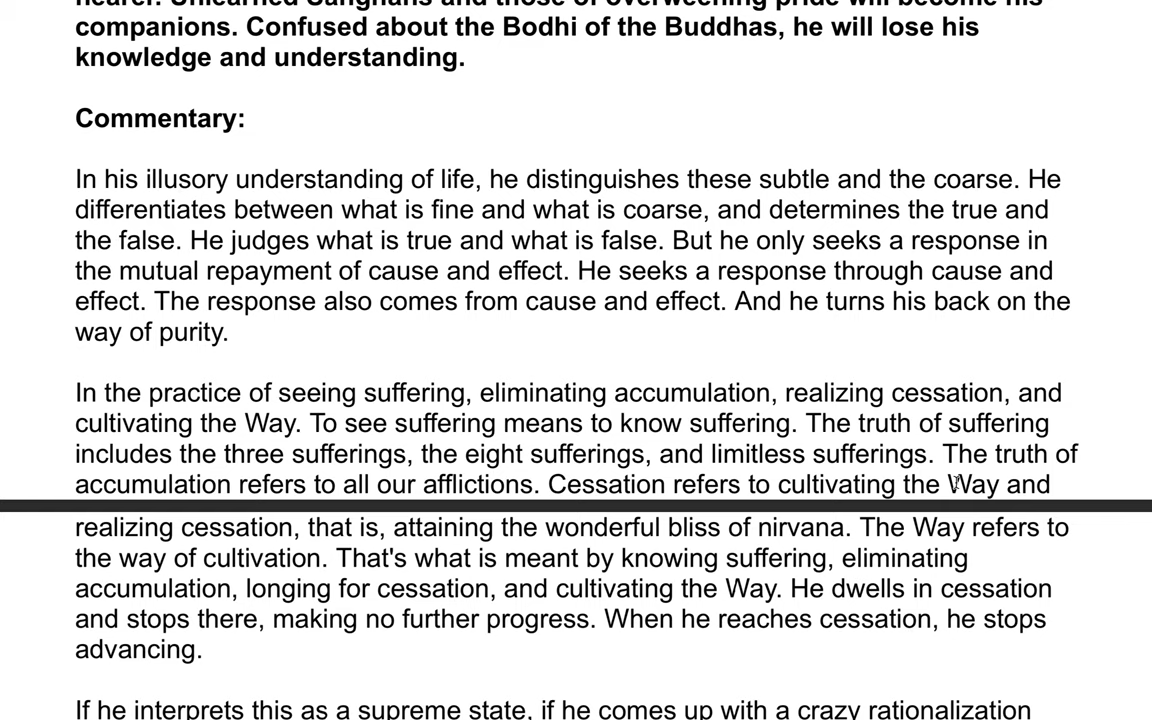 hearer. Unlearned Sanghans and those of overweening pride will become his
companions. Confused about the Bodhi of the Buddhas, he will lose his
knowledge and understanding.
Commentary:
In his illusory understanding of life, he distinguishes these subtle and the coarse. He
differentiates between what is fine and what is coarse, and determines the true and
the false. He judges what is true and what is false. But he only seeks a response in
the mutual repayment of cause and effect. He seeks a response through cause and
effect. The response also comes from cause and effect. And he turns his back on the
way of purity.
In the practice of seeing suffering, eliminating accumulation, realizing cessation, and
cultivating the Way. To see suffering means to know suffering. The truth of suffering
includes the three sufferings, the eight sufferings, and limitless sufferings. The truth of
accumulation refers to all our afflictions. Cessation refers to cultivating the Way and
realizing cessation, that is, attaining the wonderful bliss of nirvana. The Way refers to
the way of cultivation. That's what is meant by knowing suffering, eliminating
accumulation, longing for cessation, and cultivating the Way. He dwells in cessation
and stops there, making no further progress. When he reaches cessation, he stops
advancing.
If he interprets this as a supreme state, if he comes up with a crazy rationalization